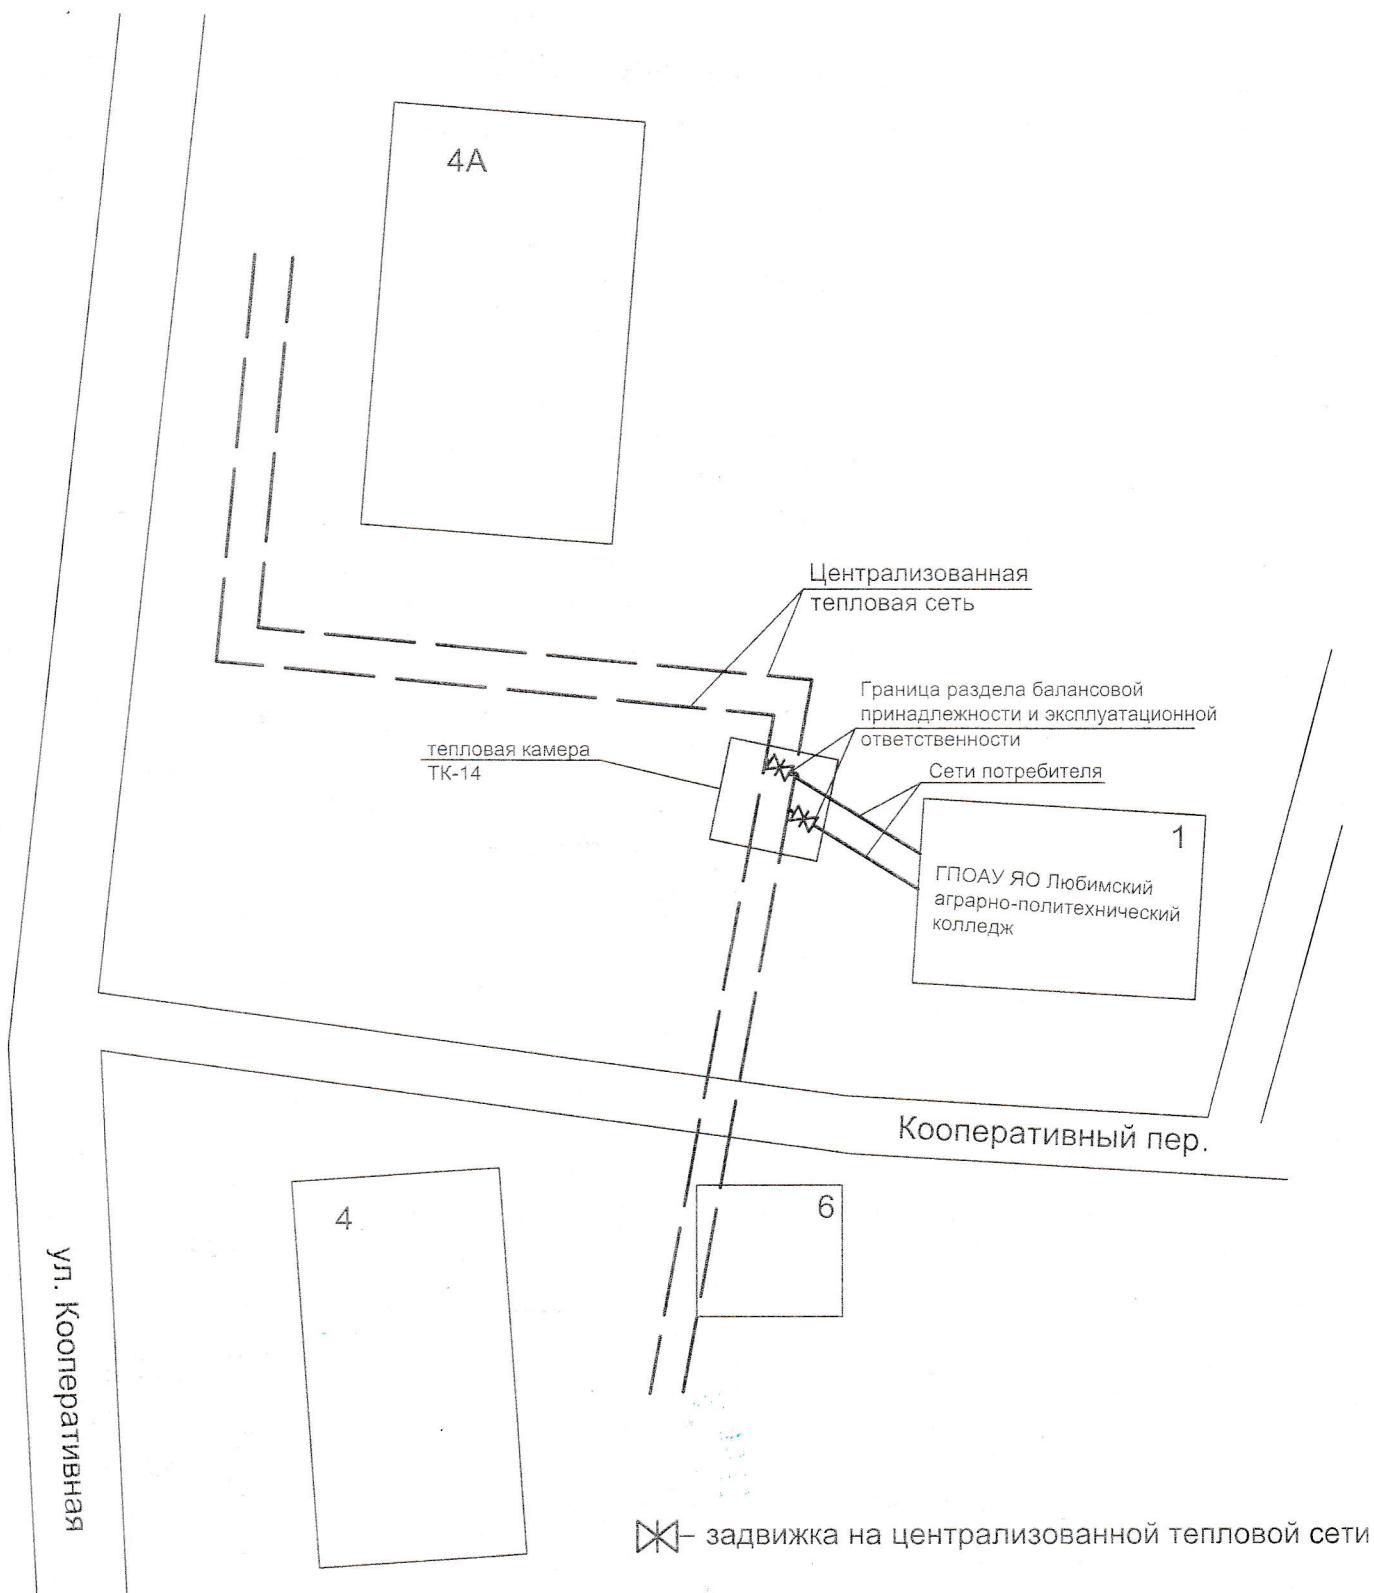 4А
Централизованная
тепловая сеть
Граница раздела балансовой
принадлежности и эксплуатационной
ответственности
тепловая камера
ТК-14
Сети потребителя
1
ГПОАУ ЯО Любимский
аграрно-политехнический
колледж
Кооперативный пер.
4
6
ул. Кооперативная
– задвижка на централизованной тепловой сети